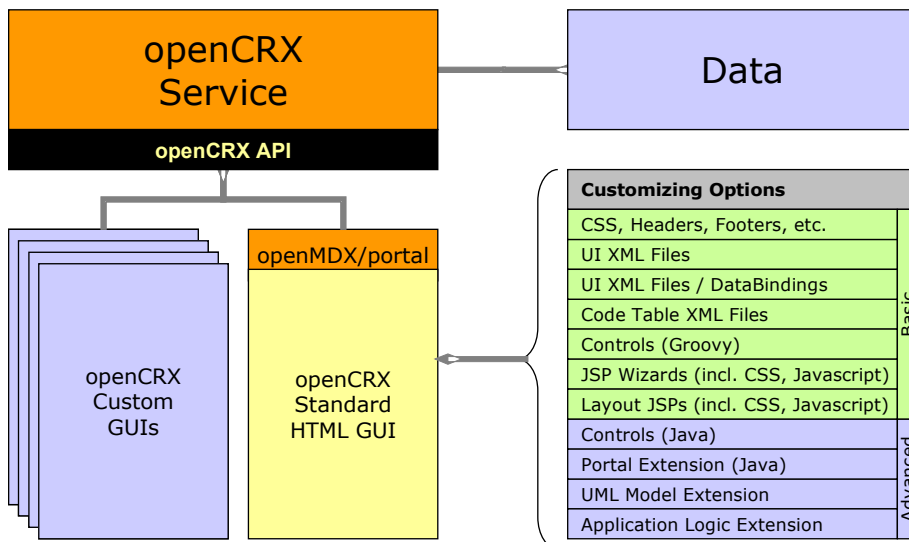 openCRX
Service
Data
openCRX API
openMDX/portal
openCRX
Custom
GUIs
openCRX
Standard
HTML GUI
Customizing Options
CSS, Headers, Footers, etc.
UI XML Files
UI XML Files / DataBindings
Code Table XML Files
Controls (Groovy)
JSP Wizards (incl. CSS, Javascript)
Layout JSPs (incl. CSS, Javascript)
Basic
Controls (Java)
Portal Extension (Java)
UML Model Extension
Application Logic Extension
Advanced